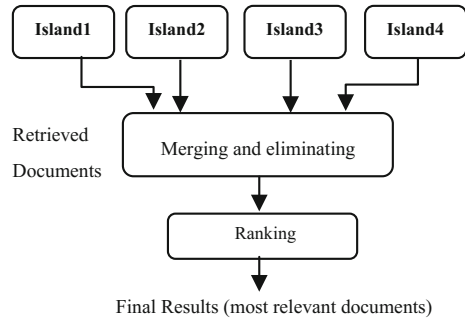 Island1
Island2
Island3
Island4
Retrieved
Documents
Merging and eliminating
Ranking
Final Results (most relevant documents)